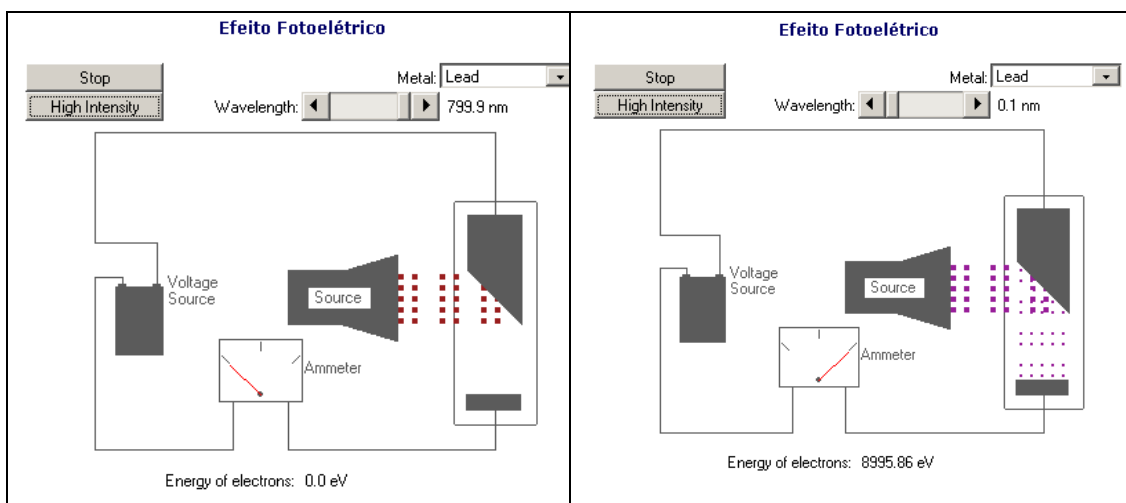 Efeito Fotoelétrico
Stop
Metal: Lead
High Intensity
Wavelength: 799.9 nm
Voltage
Source
Source
Ammeter
Energy of electrons: 0.0 eV
Efeito Fotoelétrico
Stop
Metal: Lead
High Intensity
Wavelength: 0.1 nm
Voltage
Source
Source
Ammeter
Energy of electrons: 8995.86 eV